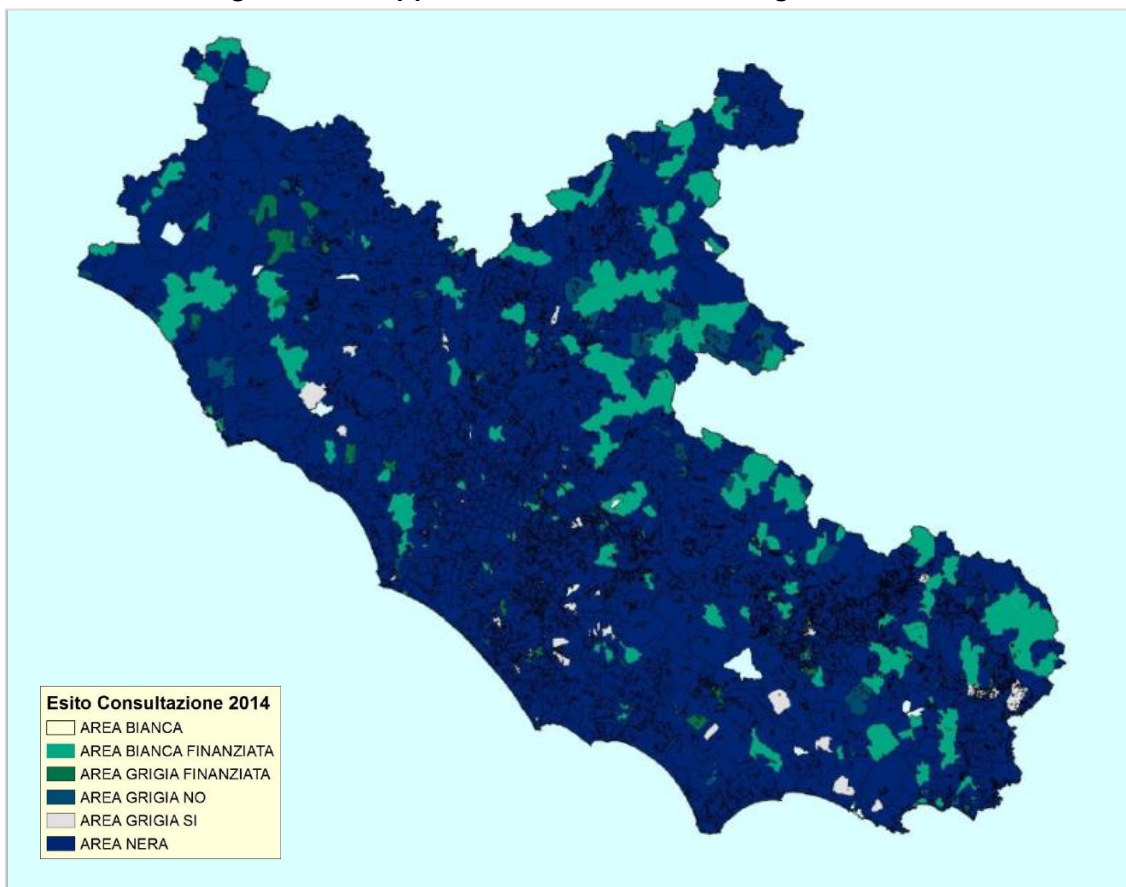 Esito Consultazione 2014
AREA BIANCA
AREA BIANCA FINANZIATA
AREA GRIGIA FINANZIATA
AREA GRIGIA NO
AREA GRIGIA SI
AREA NERA